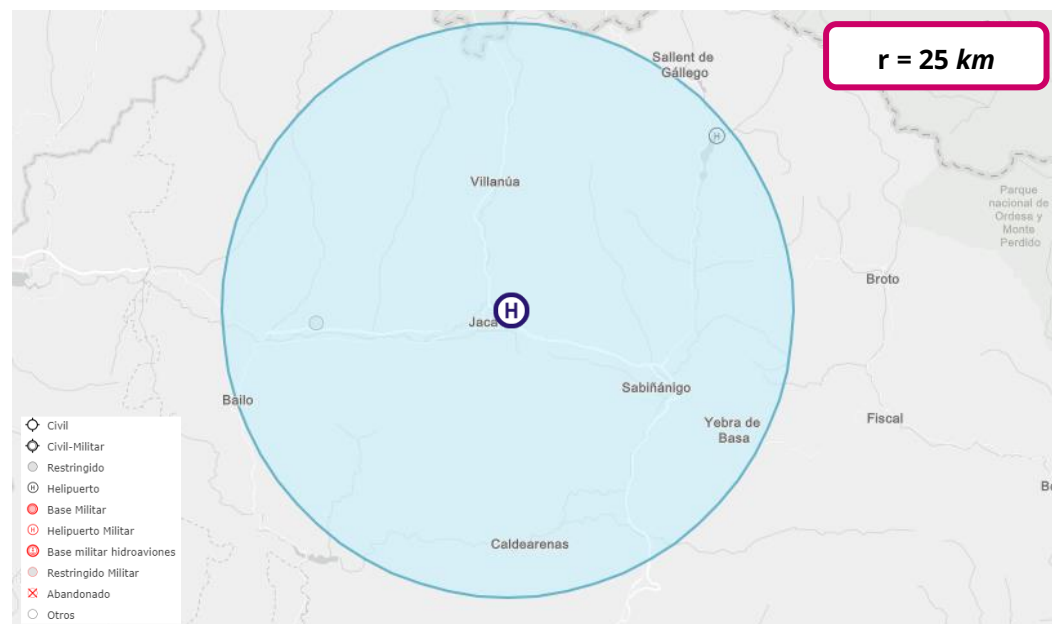 r = 25 km
Sallent de
Gállego
H
Villanúa
Parque
nacional de
Ordesa y
Monte
Perdido
Broto
H
Jaca
Sabiñánigo
Bailo
Yebra de
Basa
Fiscal
Caldearenas
Civil
Civil-Militar
Restringido
H Helipuerto
Base Militar
H Helipuerto Militar
Base militar hidroaviones
Restringido Militar
Abandonado
Otros